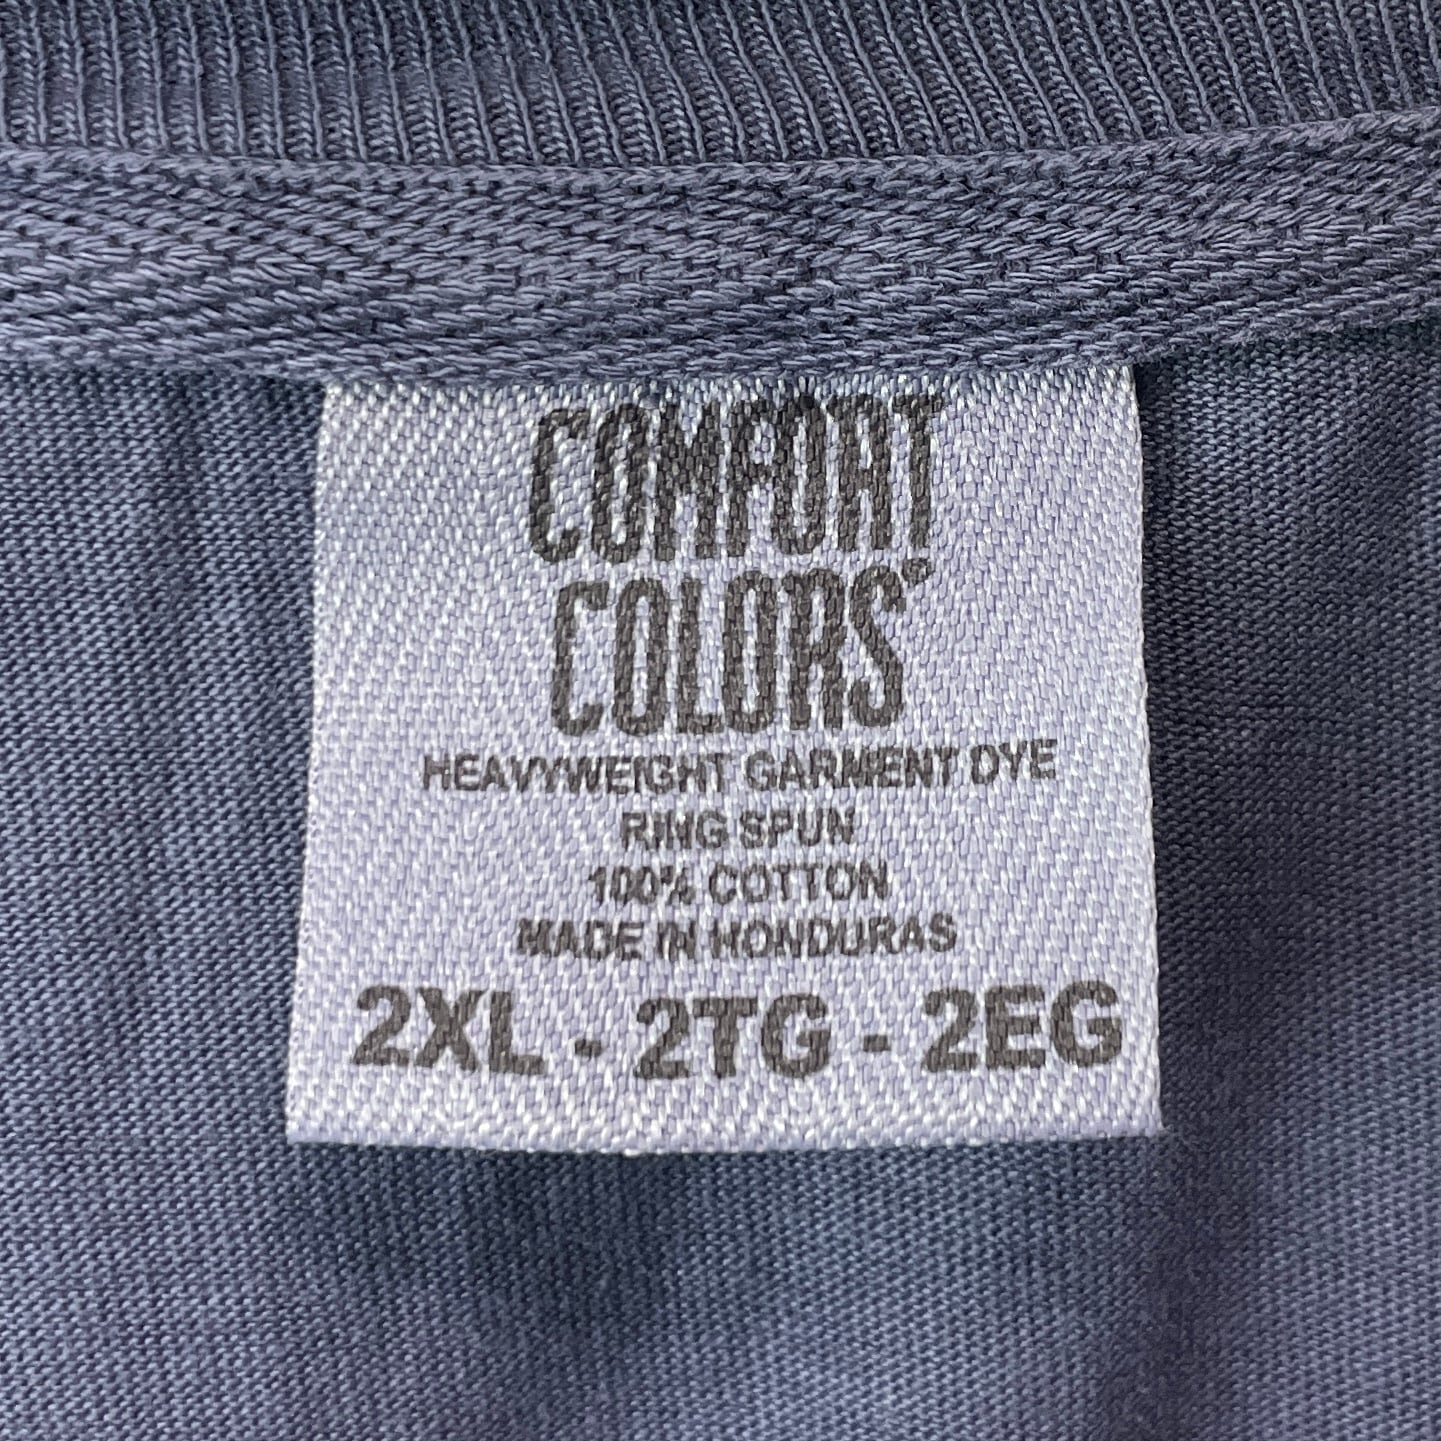 COMFORT
COLORS®
HEAVYWEIGHT GARMENT DYE
RING SPUN
100% COTTON
MADE IN HONDURAS
2XL - 2TG - 2EG